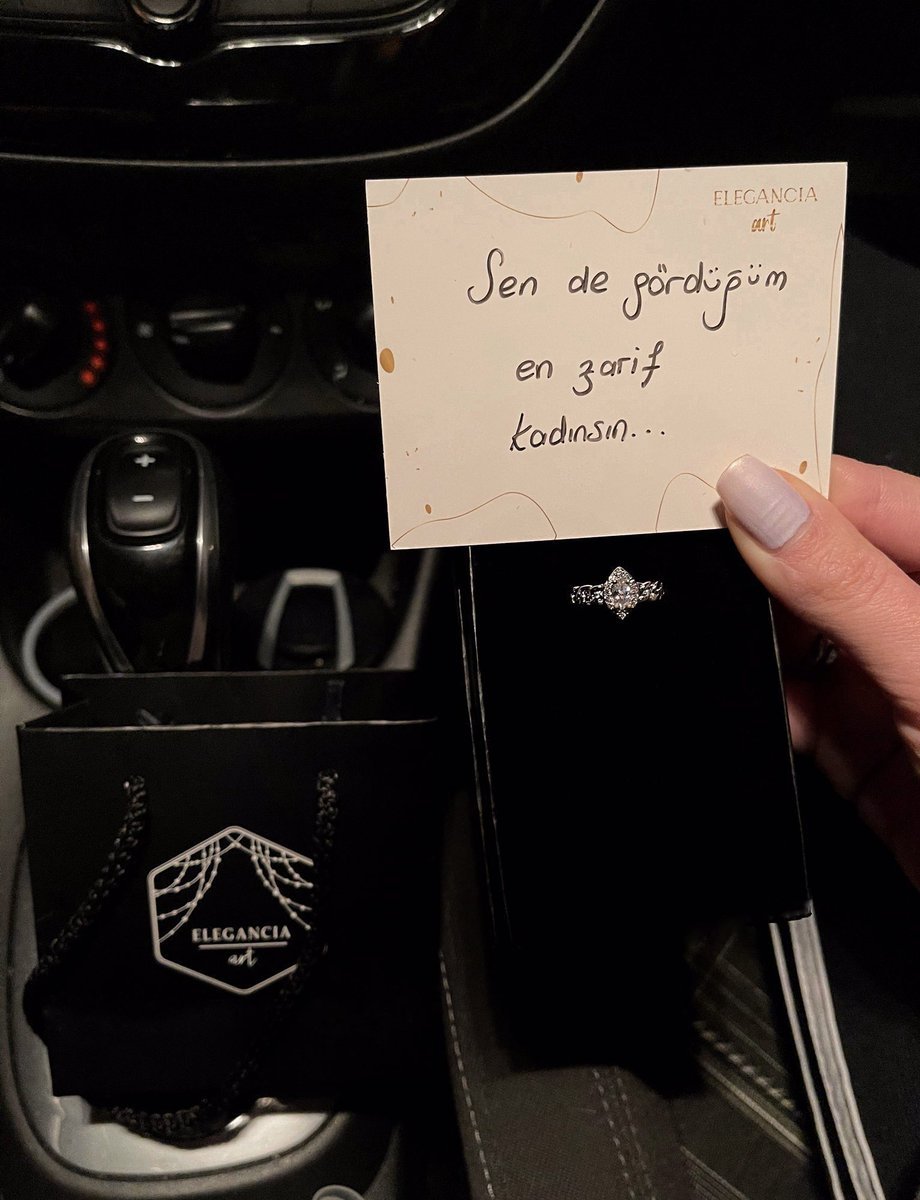 ELEGANCIA
art
Sen de gördüğüm
en zarif
kadınsın...
+
-
ELEGANCIA
art